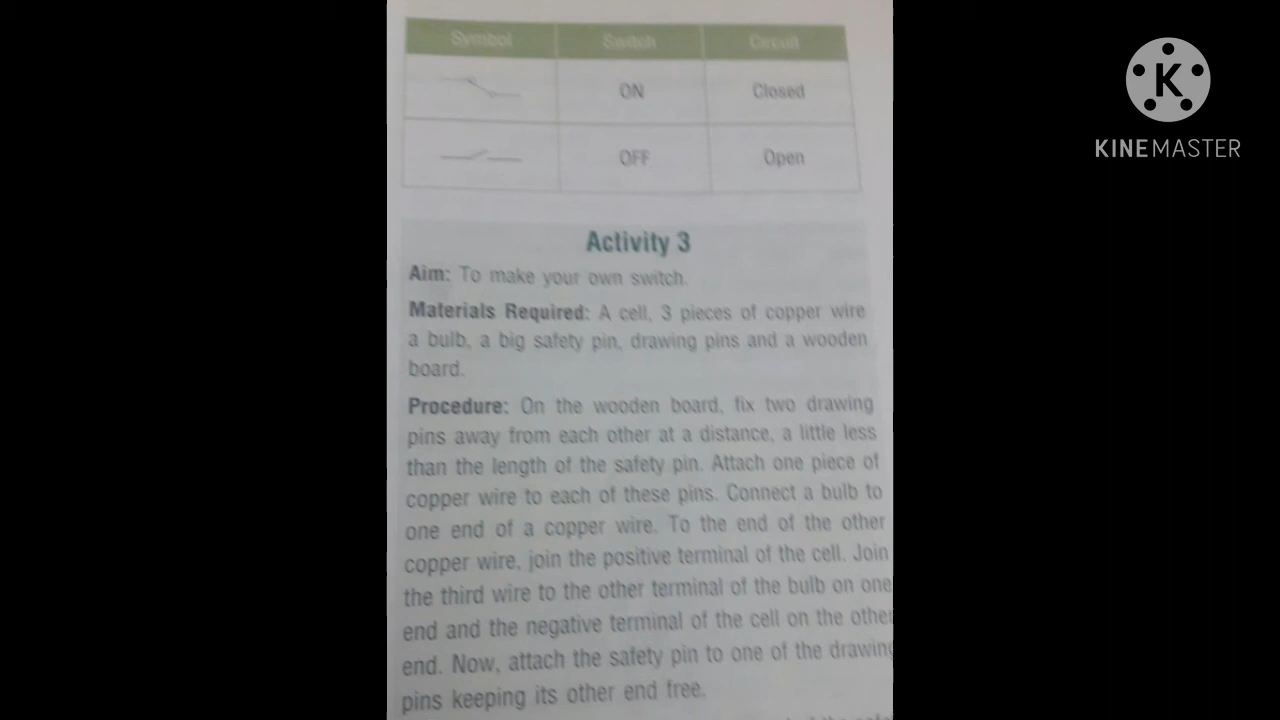 Symbol Switch Circuit
ON Closed
OFF Open
Activity 3
Aim: To make your own switch.
Materials Required: A cell, 3 pieces of copper wire
a bulb, a big safety pin, drawing pins and a wooden
board.
Procedure: On the wooden board, fix two drawing
pins away from each other at a distance, a little less
than the length of the safety pin. Attach one piece of
copper wire to each of these pins. Connect a bulb to
one end of a copper wire. To the end of the other
copper wire, join the positive terminal of the cell. Join
the third wire to the other terminal of the bulb on one
end and the negative terminal of the cell on the other
end. Now, attach the safety pin to one of the drawing
pins keeping its other end free.
K
KINEMASTER